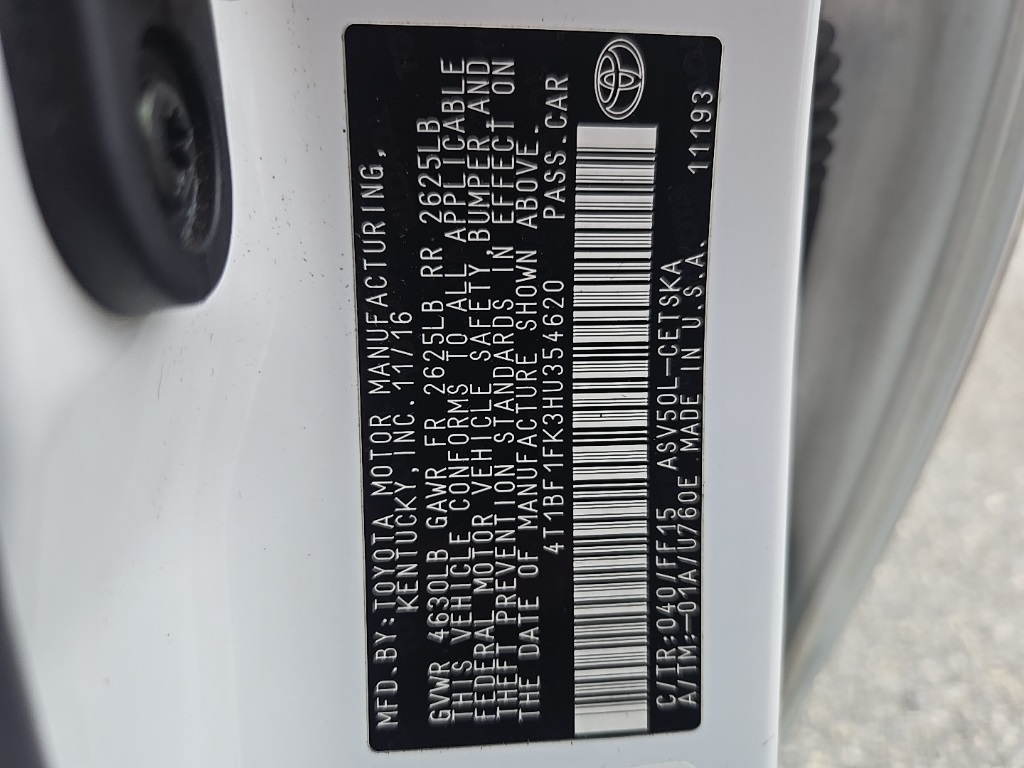 MFD.BY:TOYOTA MOTOR MANUFACTURING,
KENTUCKY,INC.11/16
GVWR 4630LB GAWR FR 2625LB RR 2625LB
THIS VEHICLE CONFORMS TO ALL APPLICABLE
FEDERAL MOTOR VEHICLE SAFETY,BUMPER AND
THEFT PREVENTION STANDARDS IN EFFECT ON
THE DATE OF MANUFACTURE SHOWN ABOVE.
4T1BF1FK3HU354620 PASS.CAR
C/TR:040/FE15 ASV50L-CETSKA
A/TM:-01A/U760E MADE IN U.S.A. 11193